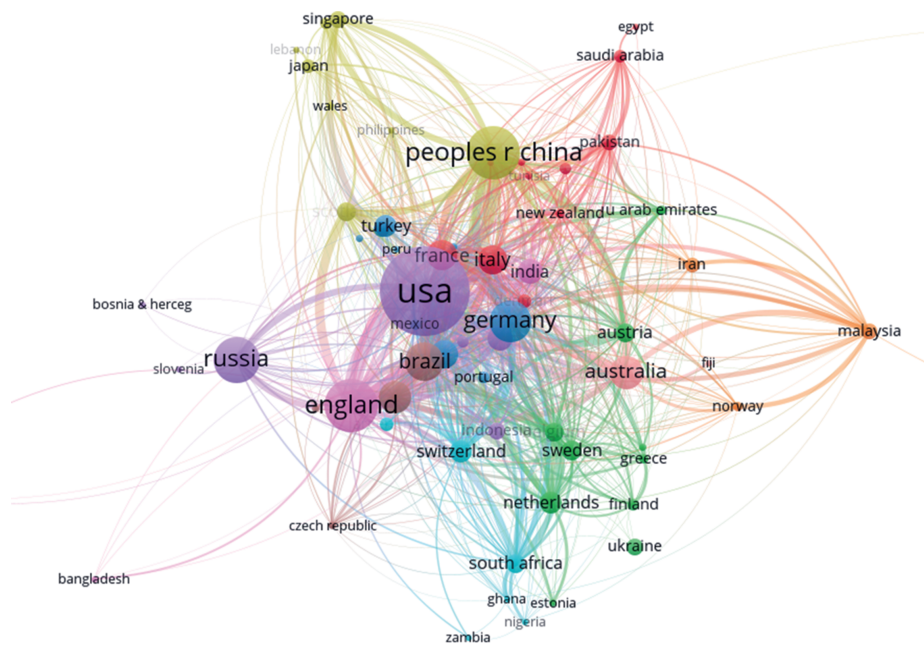 singapore
egypt
lebanon
saudi arabia
japan
wales
philippines
pakistan
peoples r china
tunisia
new zealand
u arab emirates
turkey
peru
france
italy
india
iran
usa
bosnia & herceg
mexico
germany
austria
malaysia
russia
slovenia
brazil
portugal
australia
fiji
england
norway
indonesia
switzerland
sweden
greece
netherlands
finland
czech republic
ukraine
south africa
bangladesh
ghana
estonia
nigeria
zambia